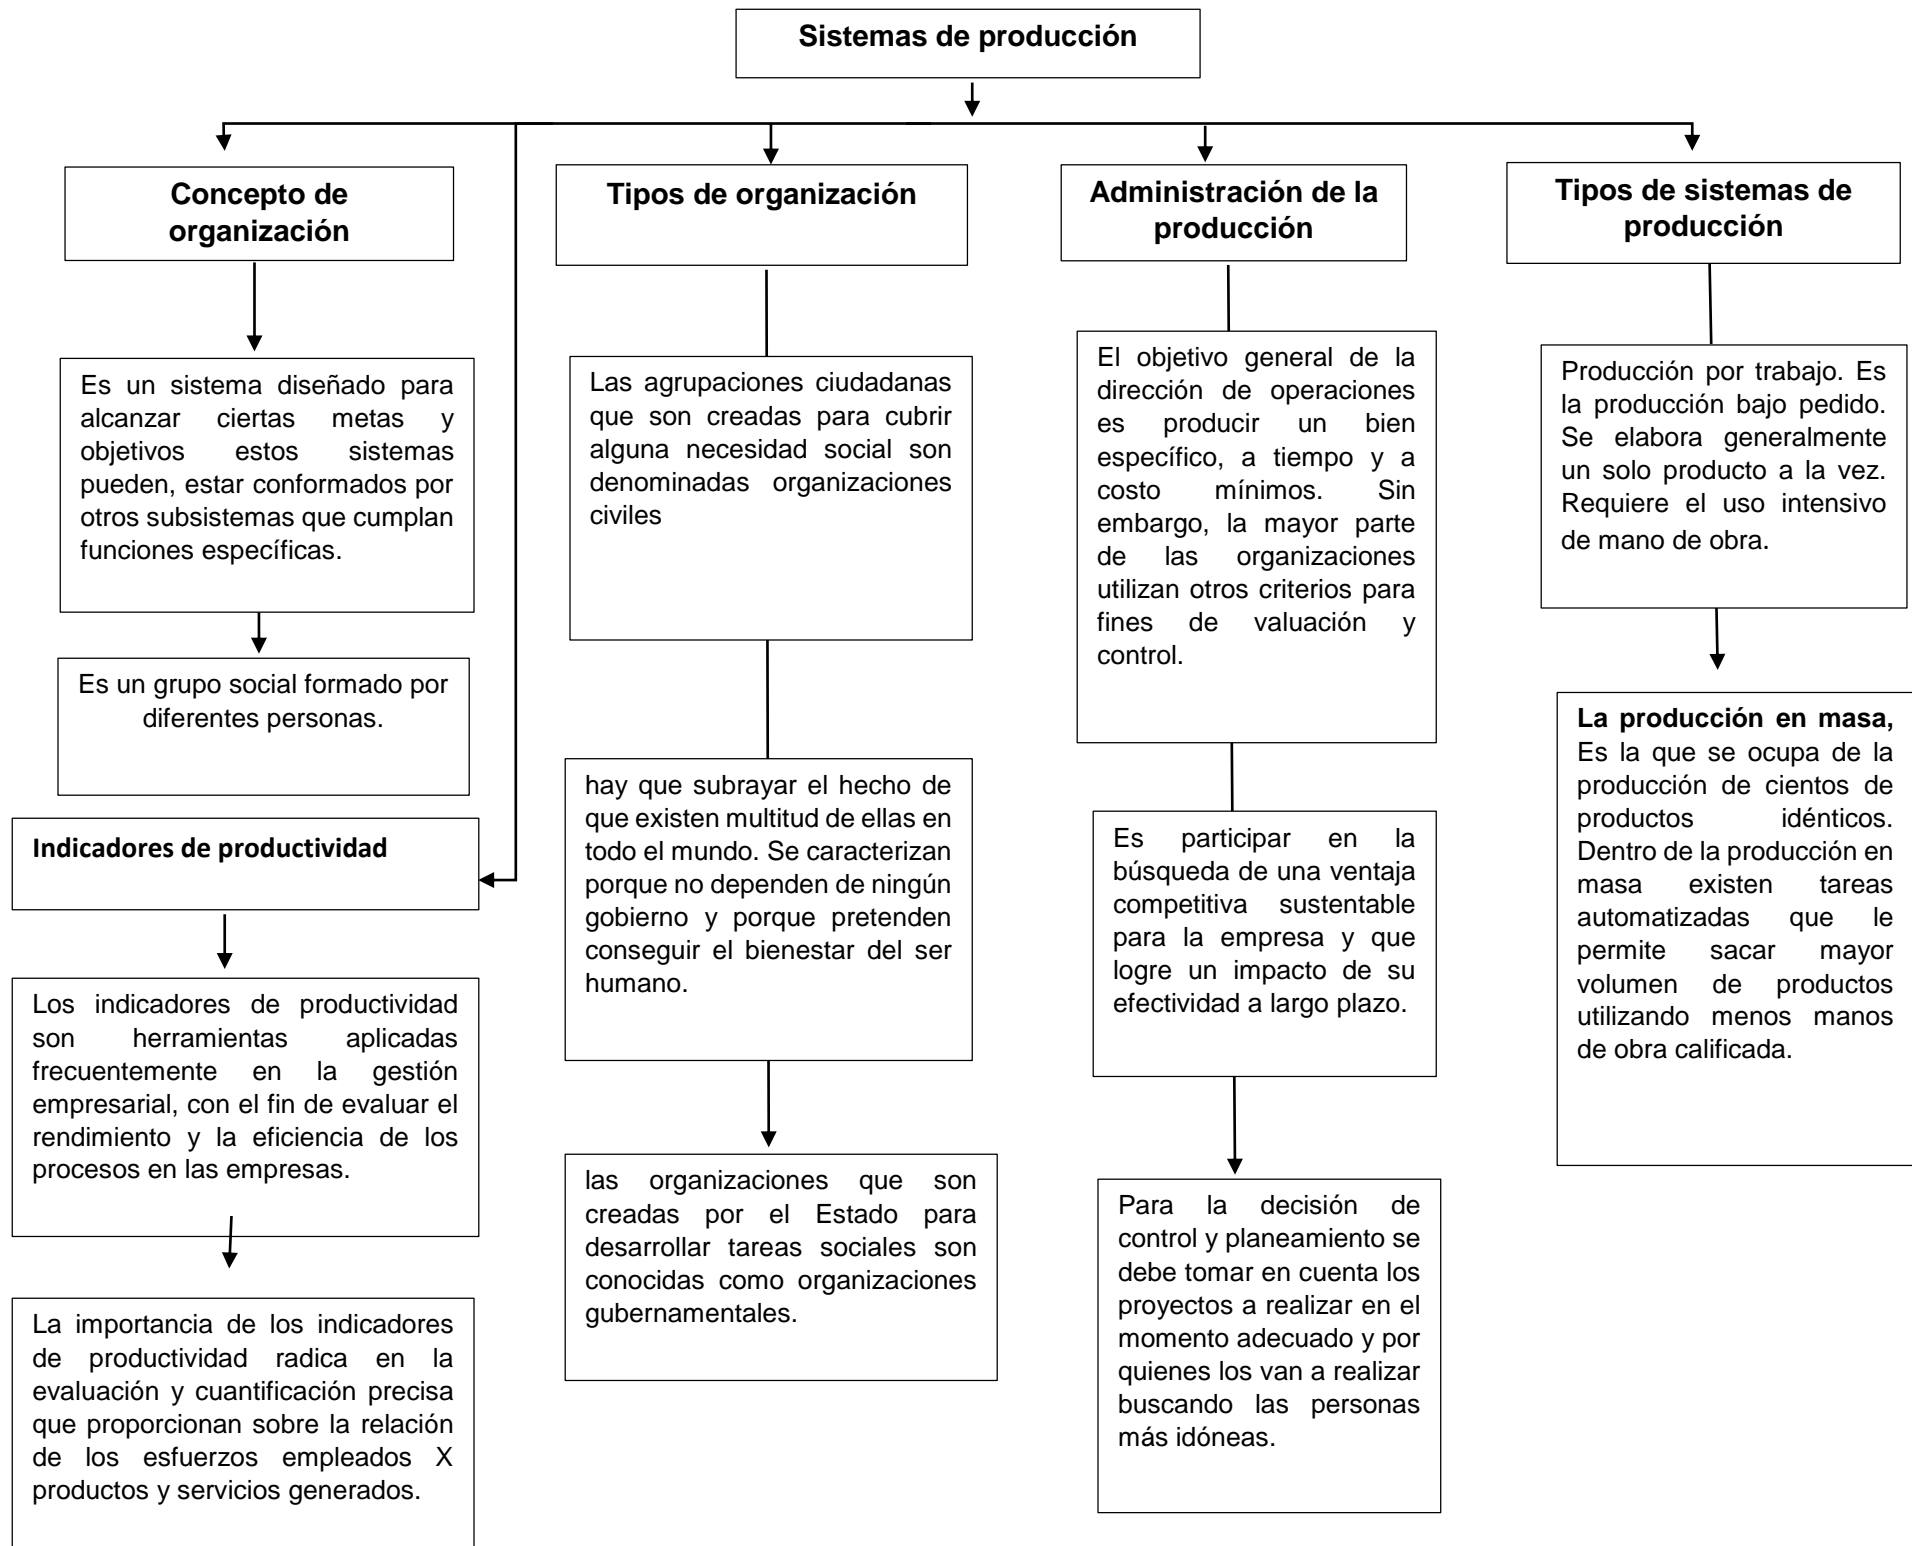 Sistemas de producción
Concepto de
organización
Es un sistema diseñado para
alcanzar ciertas metas y
objetivos estos sistemas
pueden, estar conformados por
otros subsistemas que cumplan
funciones específicas.
Es un grupo social formado por
diferentes personas.
Indicadores de productividad
Los indicadores de productividad
son herramientas aplicadas
frecuentemente en la gestión
empresarial, con el fin de evaluar el
rendimiento y la eficiencia de los
procesos en las empresas.
La importancia de los indicadores
de productividad radica en la
evaluación y cuantificación precisa
que proporcionan sobre la relación
de los esfuerzos empleados X
productos y servicios generados.
Tipos de organización
Las agrupaciones ciudadanas
que son creadas para cubrir
alguna necesidad social son
denominadas organizaciones
civiles
hay que subrayar el hecho de
que existen multitud de ellas en
todo el mundo. Se caracterizan
porque no dependen de ningún
gobierno y porque pretenden
conseguir el bienestar del ser
humano.
las organizaciones que son
creadas por el Estado para
desarrollar tareas sociales son
conocidas como organizaciones
gubernamentales.
Administración de la
producción
El objetivo general de la
dirección de operaciones
es producir un bien
específico, a tiempo y a
costo mínimos. Sin
embargo, la mayor parte
de las organizaciones
utilizan otros criterios para
fines de valuación y
control.
Es participar en la
búsqueda de una ventaja
competitiva sustentable
para la empresa y que
logre un impacto de su
efectividad a largo plazo.
Para la decisión de
control y planeamiento se
debe tomar en cuenta los
proyectos a realizar en el
momento adecuado y por
quienes los van a realizar
buscando las personas
más idóneas.
Tipos de sistemas de
producción
Producción por trabajo. Es
la producción bajo pedido.
Se elabora generalmente
un solo producto a la vez.
Requiere el uso intensivo
de mano de obra.
La producción en masa,
Es la que se ocupa de la
producción de cientos de
productos idénticos.
Dentro de la producción en
masa existen tareas
automatizadas que le
permite sacar mayor
volumen de productos
utilizando menos manos
de obra calificada.